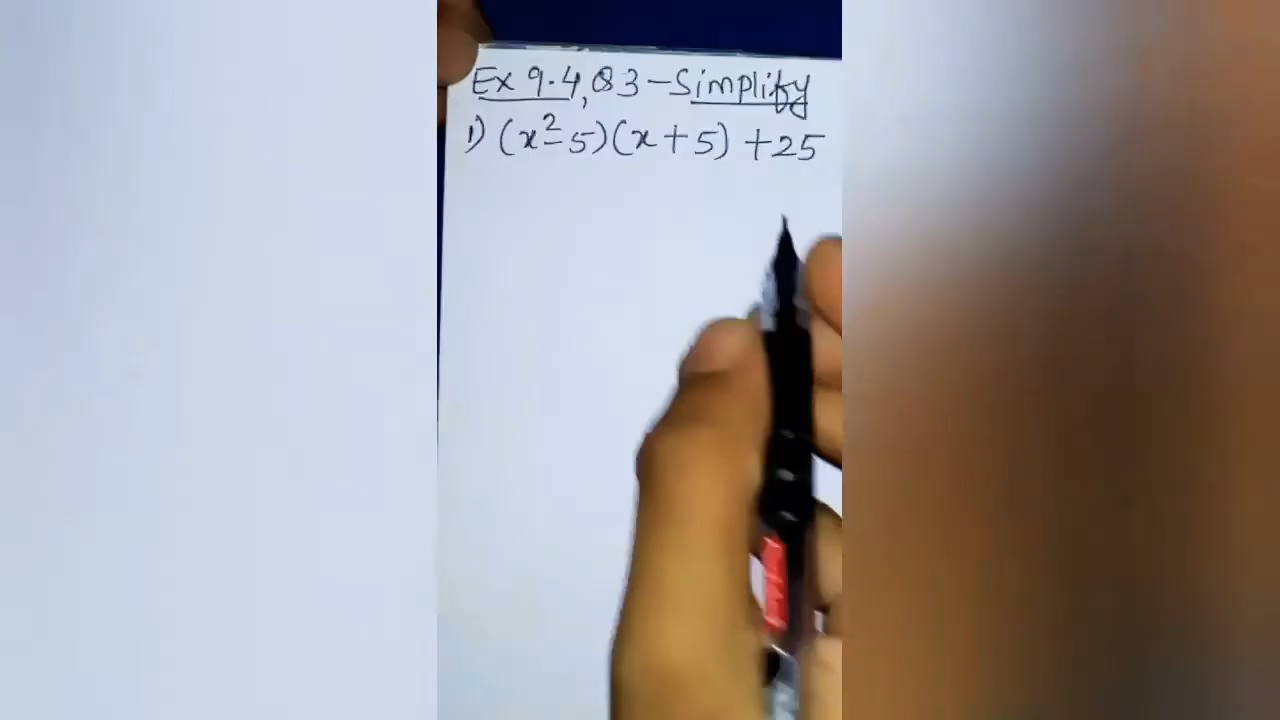 Ex 9.4, Q3 - Simplify
1) (x² - 5)(x + 5) + 25